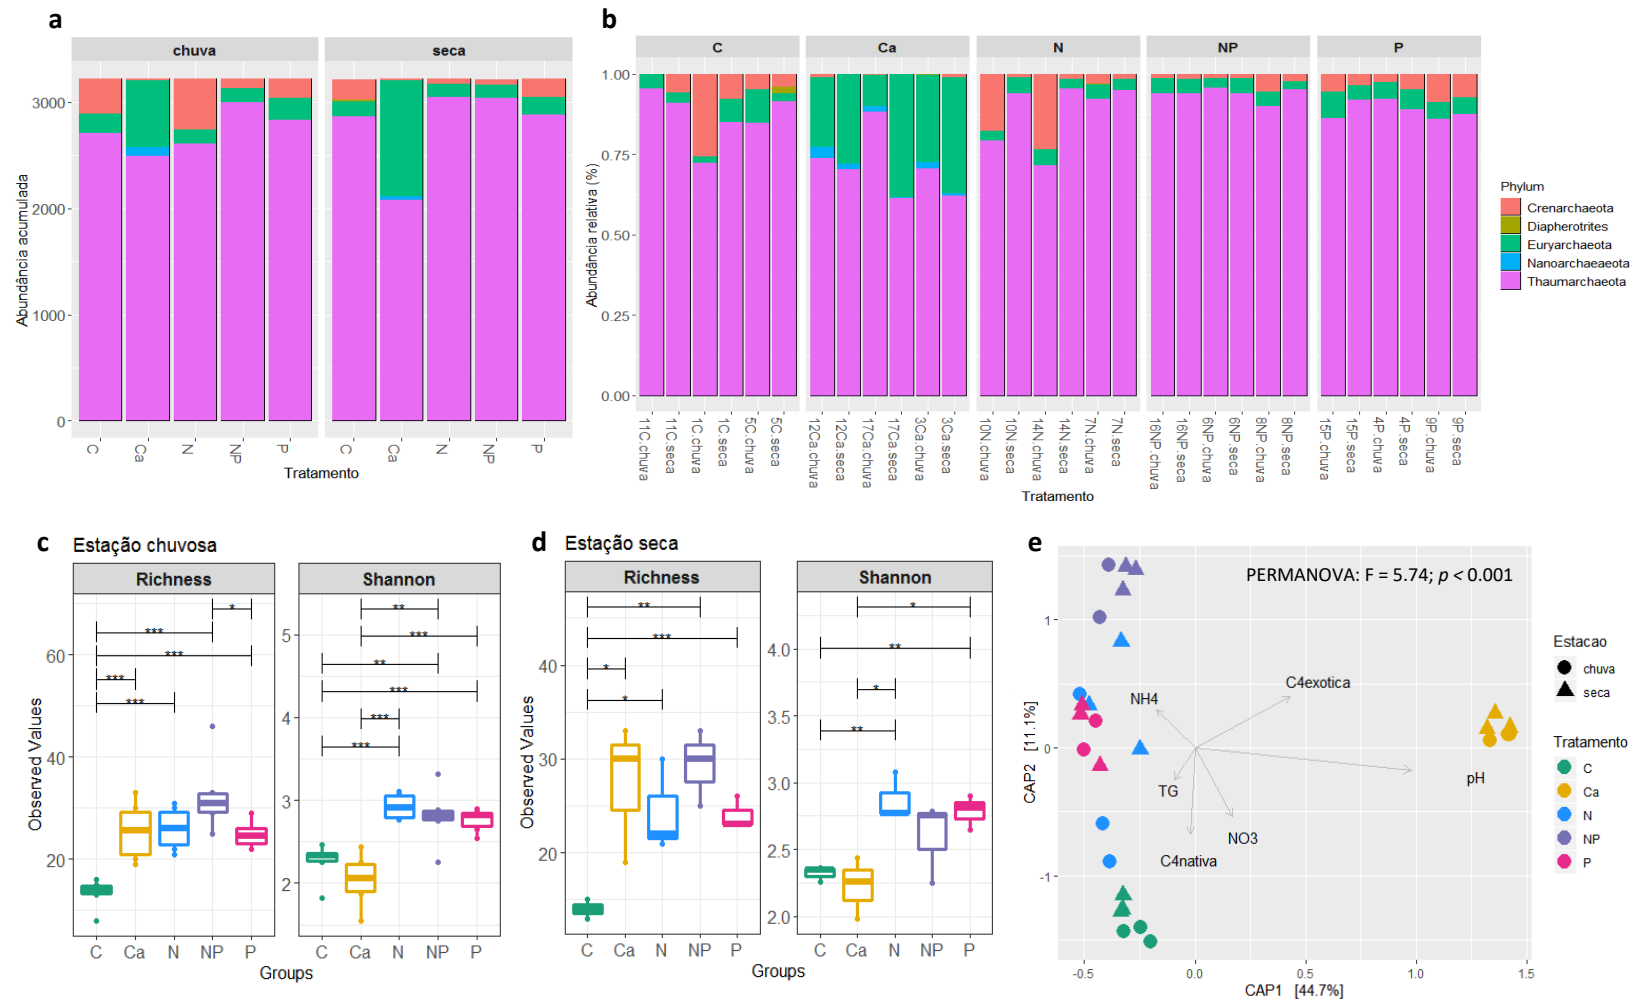 a
chuva
seca
Abundância acumulada
3000
2000
1000
0
C
Ca
N
NP
P
C
Ca
N
NP
P
Tratamento
b
C
Ca
N
NP
P
Abundância relativa (%)
1.00
0.75
0.50
0.25
0.00
11C.chuva
11C.seca
1C.chuva
1C.seca
5C.chuva
5C.seca
12Ca.chuva
12Ca.seca
17Ca.chuva
17Ca.seca
3Ca.chuva
3Ca.seca
10N.chuva
10N.seca
14N.chuva
14N.seca
7N.chuva
7N.seca
16NP.chuva
16NP.seca
6NP.chuva
6NP.seca
8NP.chuva
8NP.seca
15P.chuva
15P.seca
4P.chuva
4P.seca
9P.chuva
9P.seca
Tratamento
Phylum
Crenarchaeota
Diapherotrites
Euryarchaeota
Nanoarchaeaeota
Thaumarchaeota
c
Estação chuvosa
Richness
Shannon
Observed Values
60
40
20
*
***
***
***
***
5
4
3
2
**
***
**
***
***
***
C
Ca
N
NP
P
C
Ca
N
NP
P
Groups
d
Estação seca
Richness
Shannon
Observed Values
40
30
20
**
***
*
*
4.0
3.5
3.0
2.5
2.0
*
**
*
**
C
Ca
N
NP
P
C
Ca
N
NP
P
Groups
e
PERMANOVA: F = 5.74; p < 0.001
CAP2 [11.1%]
1
0
-1
NH4
C4exotica
pH
TG
NO3
C4nativa
-0.5
0.0
0.5
1.0
1.5
CAP1 [44.7%]
Estacao
chuva
seca
Tratamento
C
Ca
N
NP
P